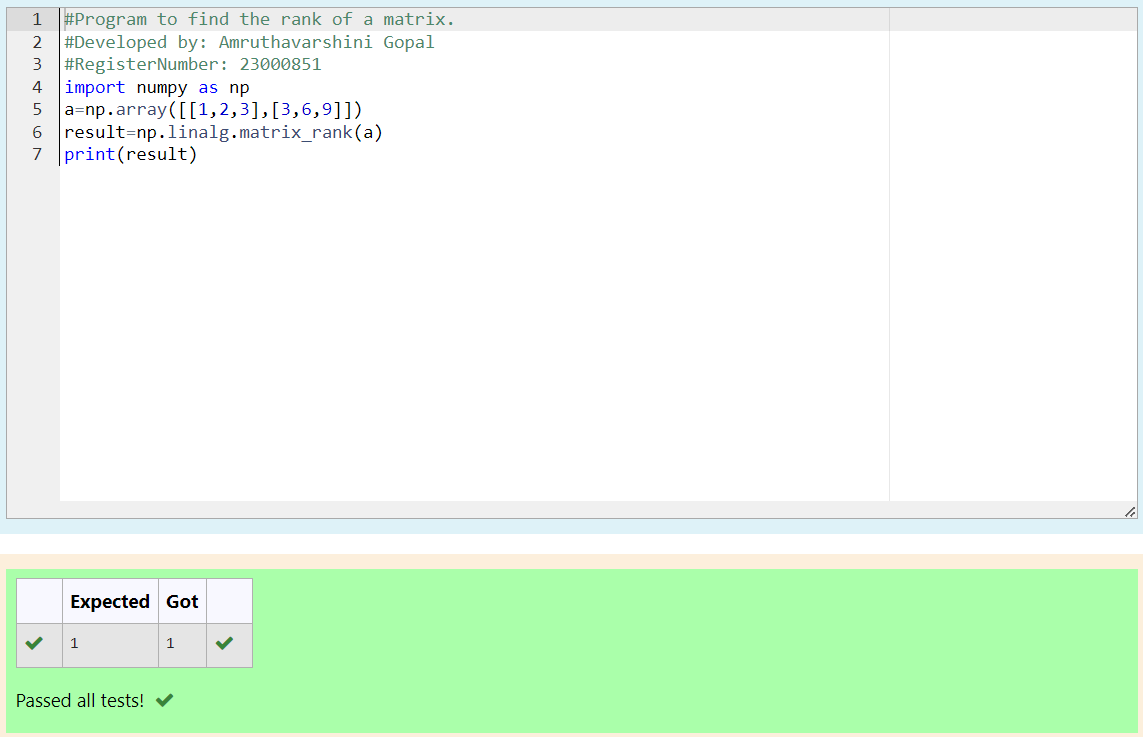 1 #Program to find the rank of a matrix.
2 #Developed by: Amruthavarshini Gopal
3 #RegisterNumber: 23000851
4 import numpy as np
5 a=np.array([[1,2,3],[3,6,9]])
6 result=np.linalg.matrix_rank(a)
7 print(result)
Expected Got
1 1
Passed all tests!